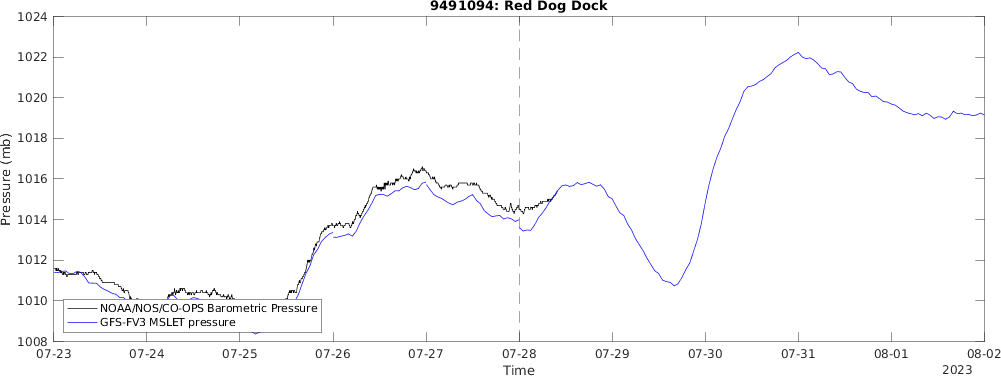 9491094: Red Dog Dock
1024
1022
1020
1018
1016
1014
1012
1010
1008
Pressure (mb)
NOAA/NOS/CO-OPS Barometric Pressure
GFS-FV3 MSLET pressure
07-23 07-24 07-25 07-26 07-27 07-28 07-29 07-30 07-31 08-01 08-02
Time
2023